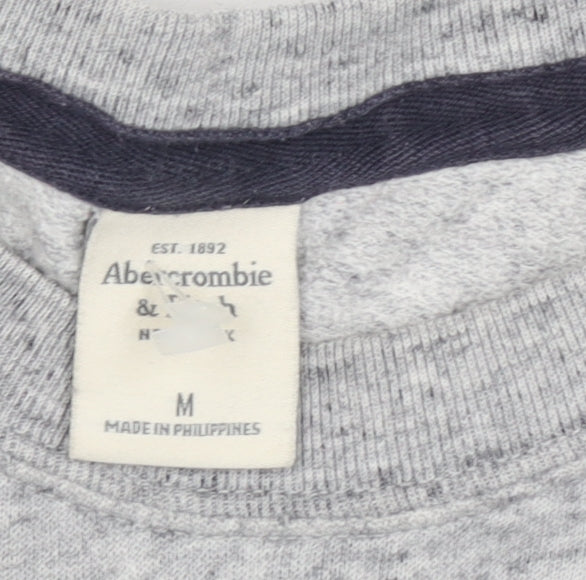 EST. 1892
Abercrombie
&
M
MADE IN PHILIPPINES